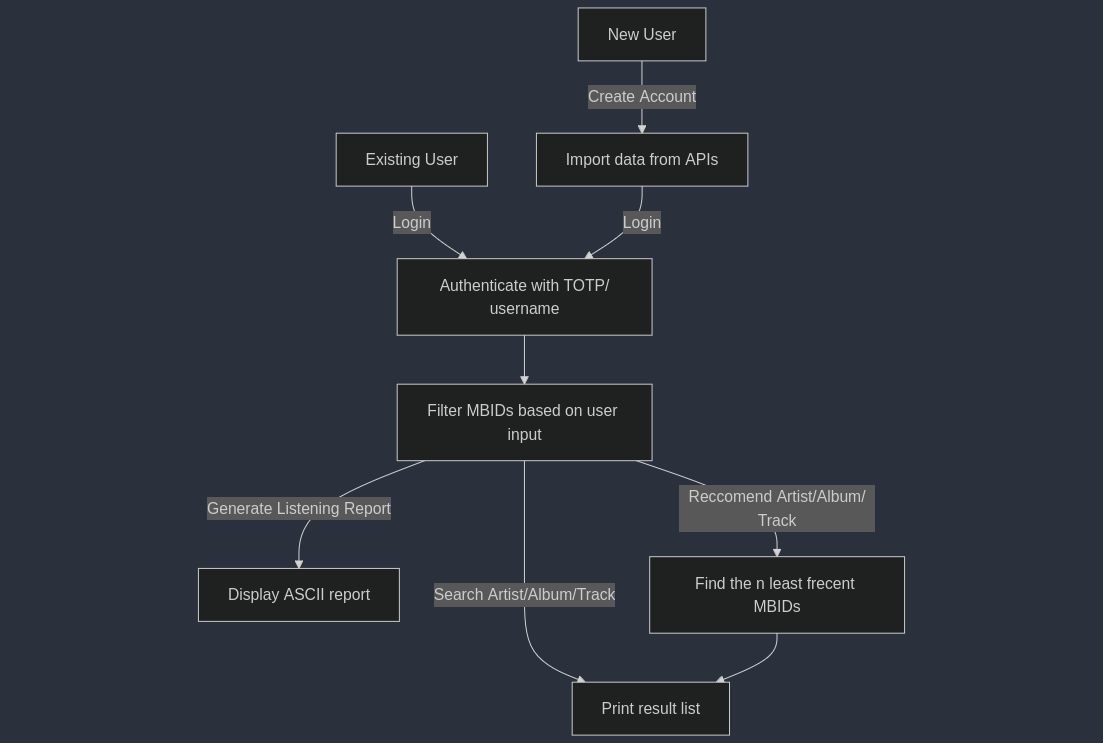 New User
Create Account
Existing User
Import data from APIs
Login
Login
Authenticate with TOTP/
username
Filter MBIDs based on user
input
Generate Listening Report
Reccomend Artist/Album/
Track
Display ASCII report
Search Artist/Album/Track
Find the n least frecent
MBIDs
Print result list